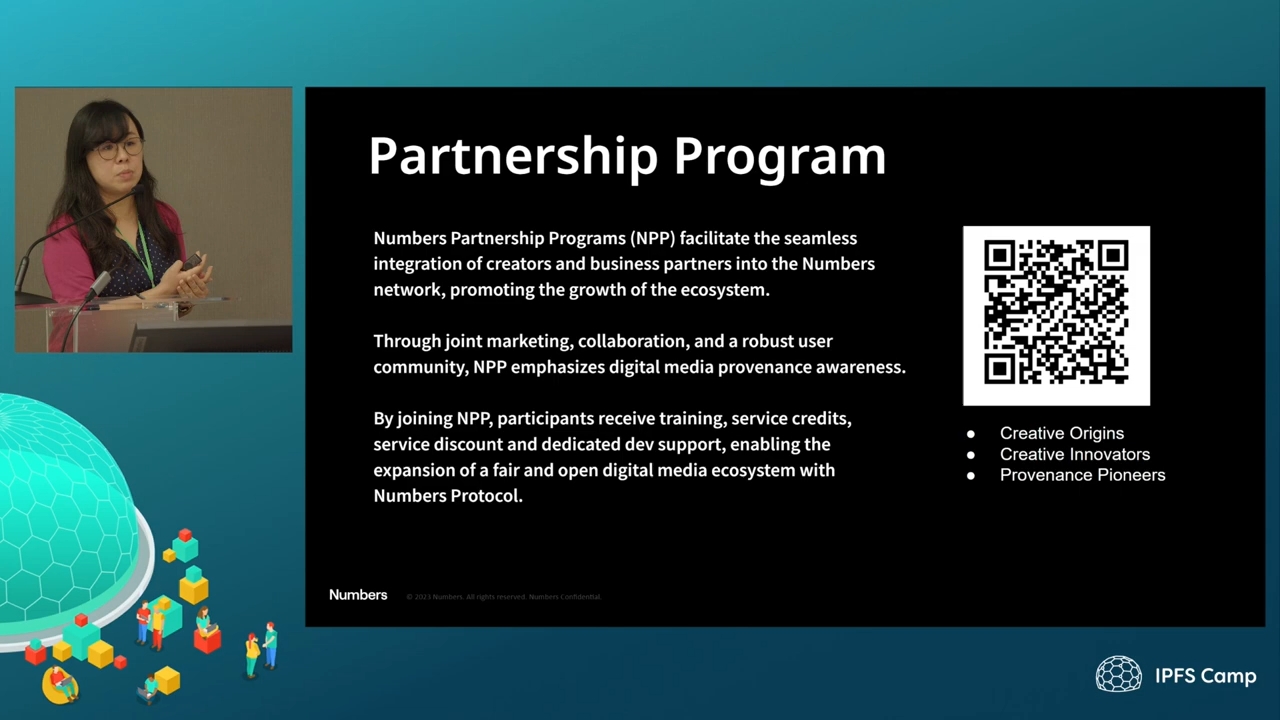 Partnership Program
Numbers Partnership Programs (NPP) facilitate the seamless
integration of creators and business partners into the Numbers
network, promoting the growth of the ecosystem.
Through joint marketing, collaboration, and a robust user
community, NPP emphasizes digital media provenance awareness.
By joining NPP, participants receive training, service credits,
service discount and dedicated dev support, enabling the
expansion of a fair and open digital media ecosystem with
Numbers Protocol.
● Creative Origins
● Creative Innovators
● Provenance Pioneers
Numbers
© 2023 Numbers. All rights reserved. Numbers Confidential.
IPFS Camp